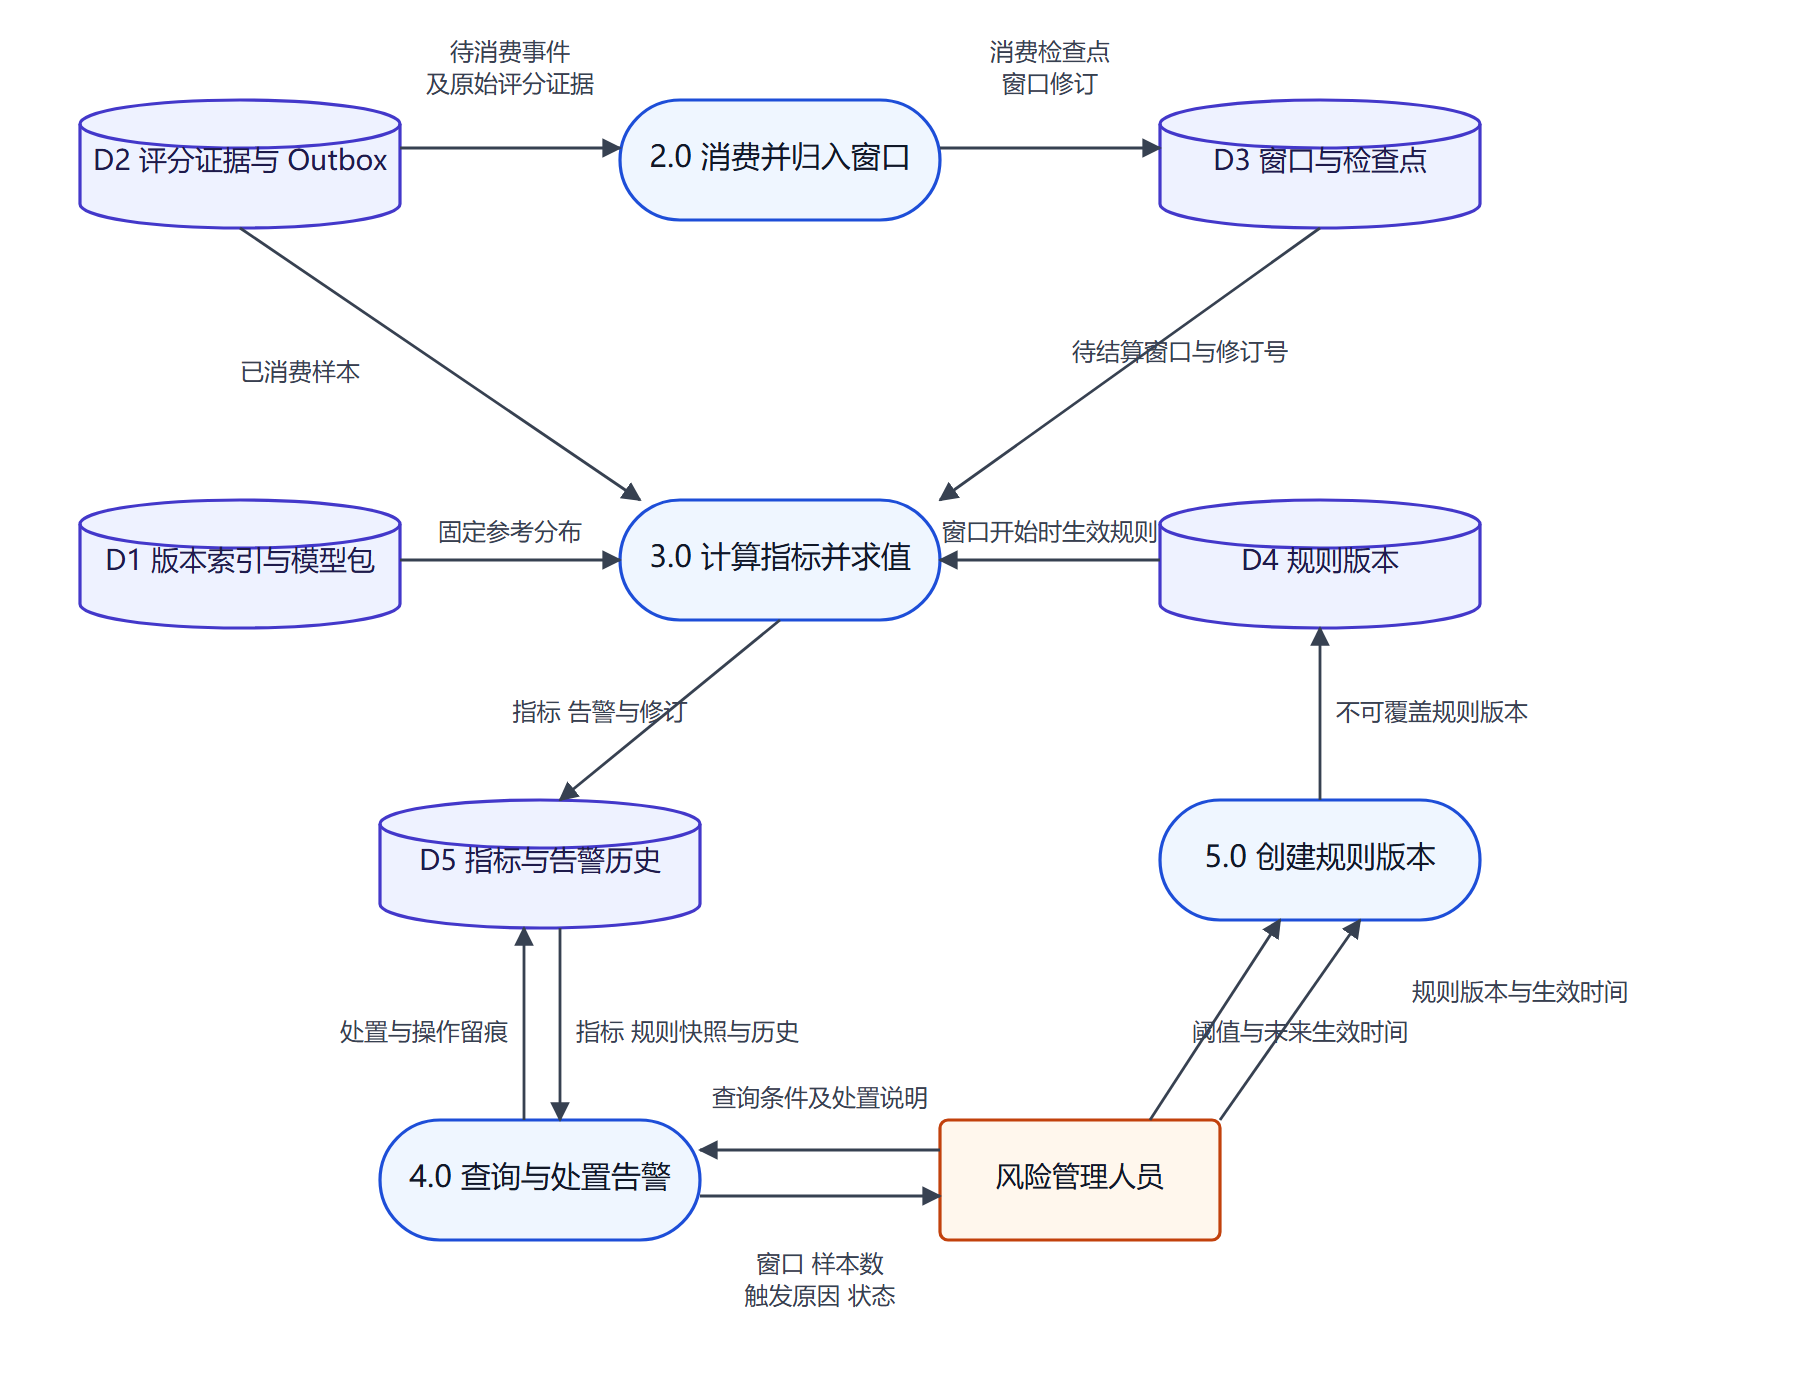 待消费事件
及原始评分证据
消费检查点
窗口修订
D2 评分证据与 Outbox
2.0 消费并归入窗口
D3 窗口与检查点
已消费样本
待结算窗口与修订号
D1 版本索引与模型包
固定参考分布
3.0 计算指标并求值
窗口开始时生效规则
D4 规则版本
指标 告警与修订
不可覆盖规则版本
D5 指标与告警历史
5.0 创建规则版本
处置与操作留痕
指标 规则快照与历史
阈值与未来生效时间
规则版本与生效时间
查询条件及处置说明
4.0 查询与处置告警
风险管理人员
窗口 样本数
触发原因 状态